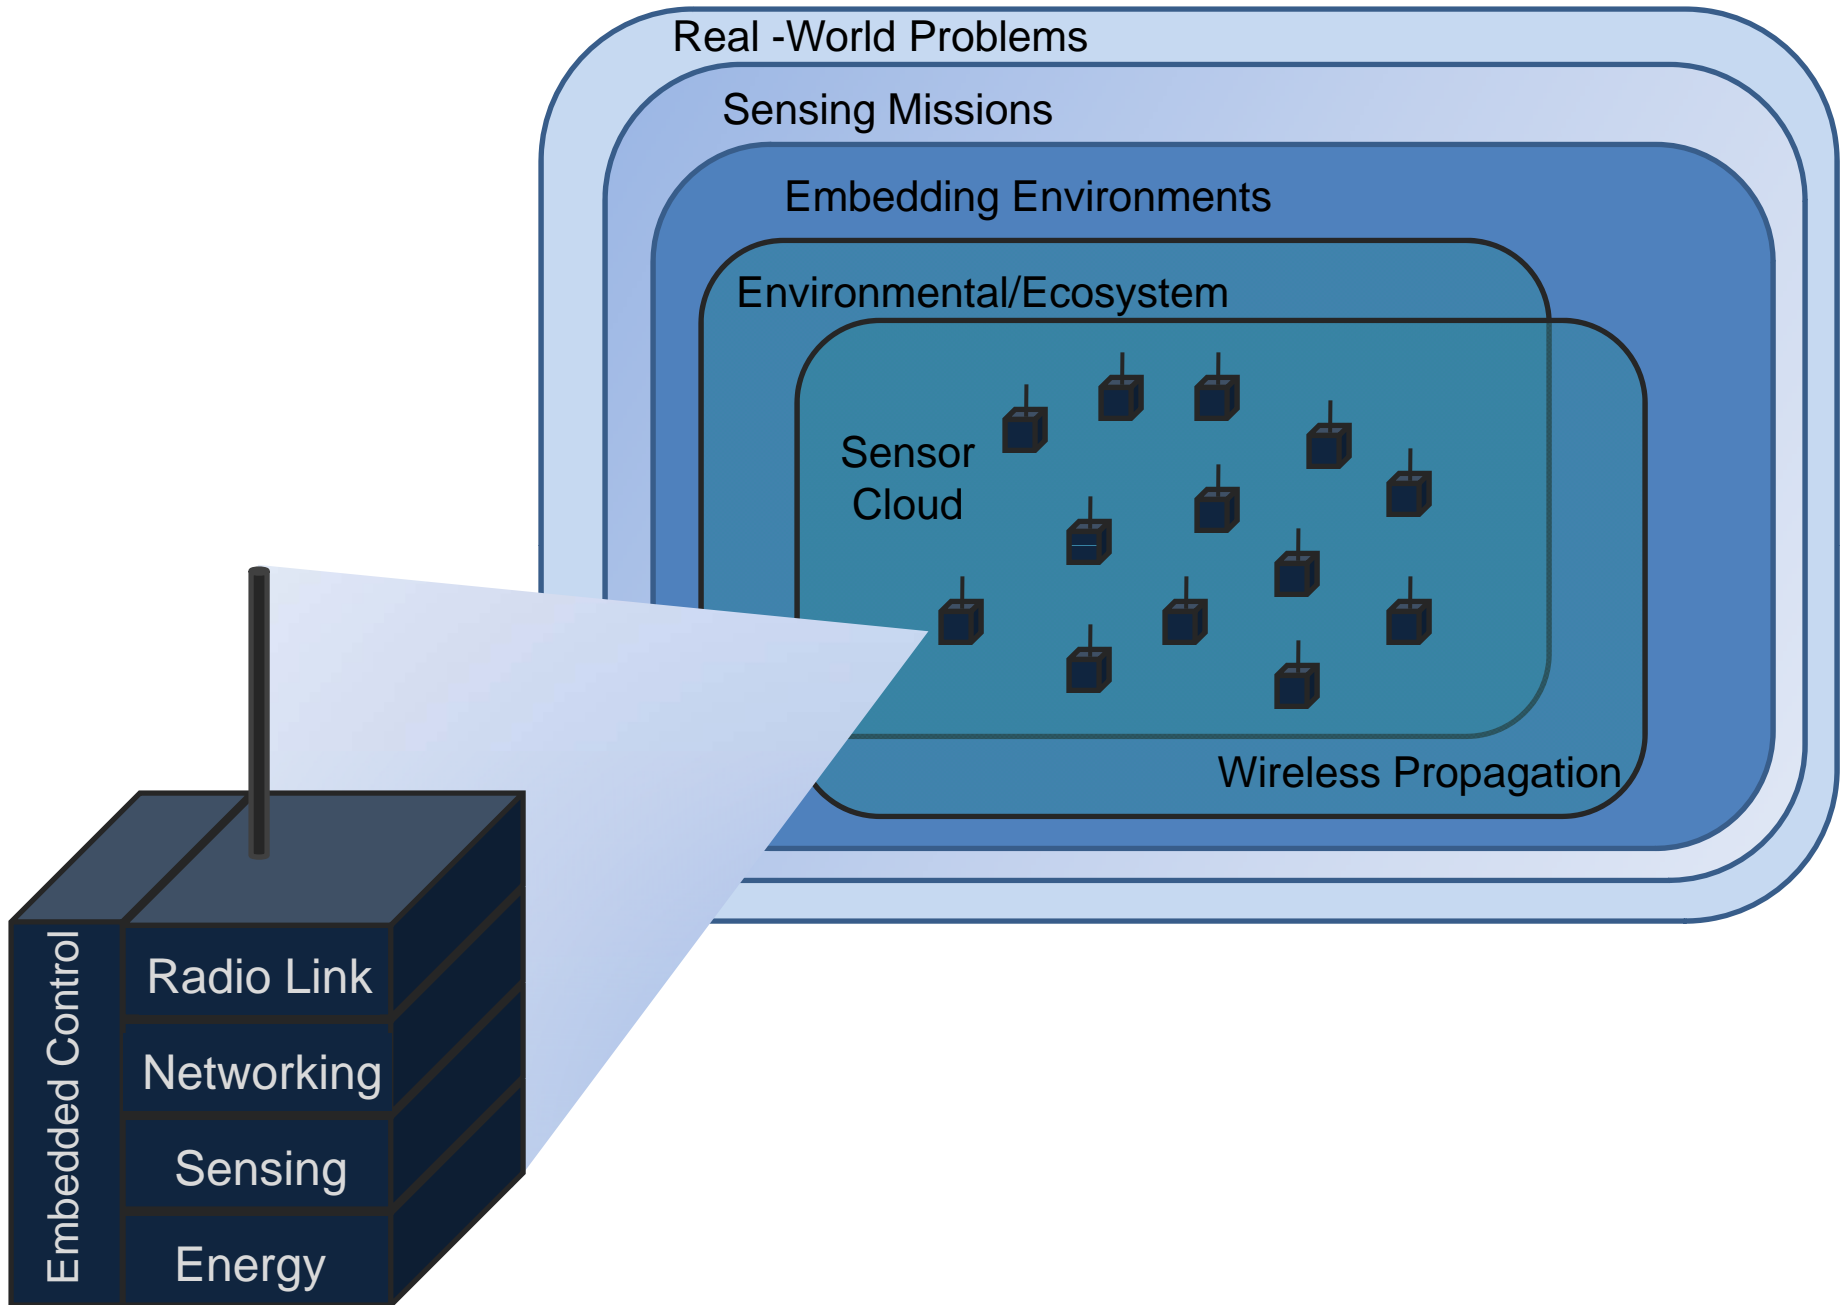 Real -World Problems
Sensing Missions
Embedding Environments
Environmental/Ecosystem
Sensor
Cloud
Wireless Propagation
Embedded Control
Radio Link
Networking
Sensing
Energy